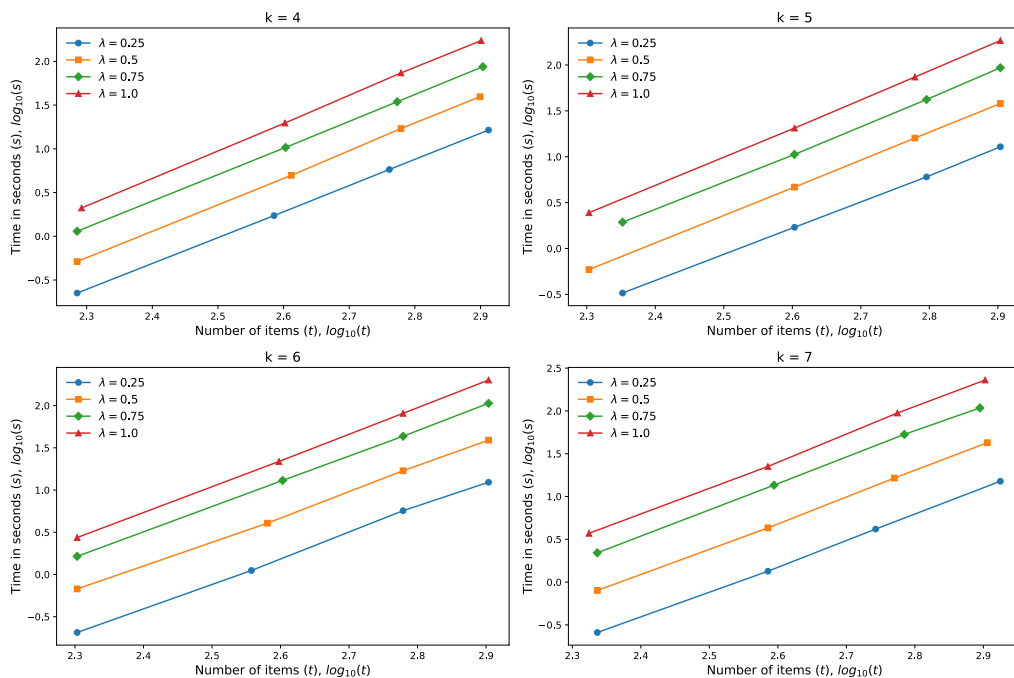 k = 4
λ = 0.25
λ = 0.5
λ = 0.75
λ = 1.0
Time in seconds (s), log₁₀(s)
2.0
1.5
1.0
0.5
0.0
−0.5
2.3 2.4 2.5 2.6 2.7 2.8 2.9
Number of items (t), log₁₀(t)
k = 5
λ = 0.25
λ = 0.5
λ = 0.75
λ = 1.0
Time in seconds (s), log₁₀(s)
2.0
1.5
1.0
0.5
0.0
−0.5
2.3 2.4 2.5 2.6 2.7 2.8 2.9
Number of items (t), log₁₀(t)
k = 6
λ = 0.25
λ = 0.5
λ = 0.75
λ = 1.0
Time in seconds (s), log₁₀(s)
2.0
1.5
1.0
0.5
0.0
−0.5
2.3 2.4 2.5 2.6 2.7 2.8 2.9
Number of items (t), log₁₀(t)
k = 7
λ = 0.25
λ = 0.5
λ = 0.75
λ = 1.0
Time in seconds (s), log₁₀(s)
2.5
2.0
1.5
1.0
0.5
0.0
−0.5
2.3 2.4 2.5 2.6 2.7 2.8 2.9
Number of items (t), log₁₀(t)